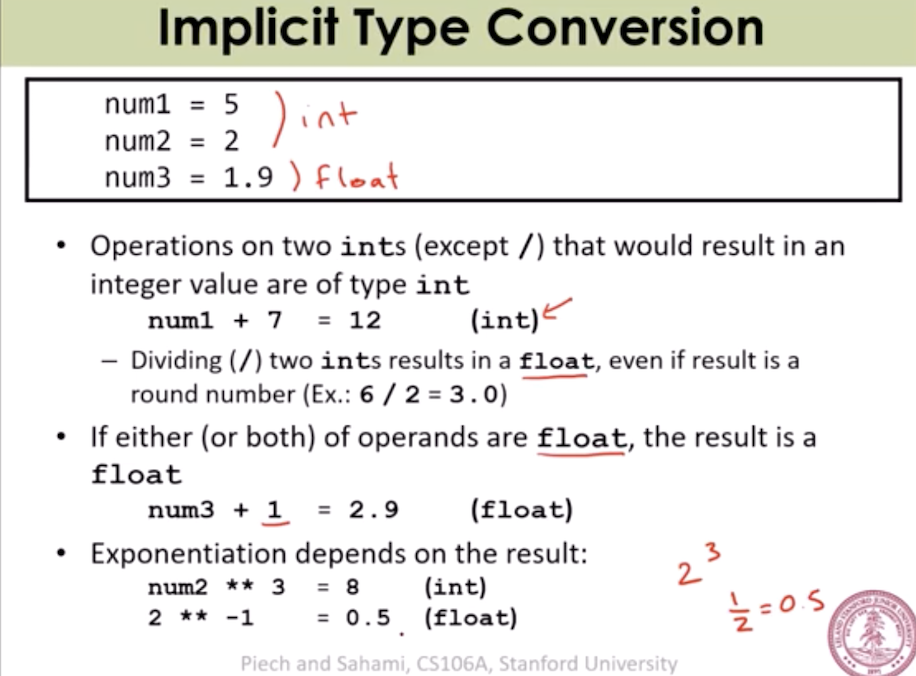 Implicit Type Conversion
num1 = 5
num2 = 2 ) int
num3 = 1.9 ) float
• Operations on two ints (except /) that would result in an
integer value are of type int
num1 + 7 = 12 (int)
– Dividing (/) two ints results in a float, even if result is a
round number (Ex.: 6 / 2 = 3.0)
• If either (or both) of operands are float, the result is a
float
num3 + 1 = 2.9 (float)
• Exponentiation depends on the result:
num2 ** 3 = 8 (int)
2 ** -1 = 0.5 (float)
2³
1/2 = 0.5
Piech and Sahami, CS106A, Stanford University